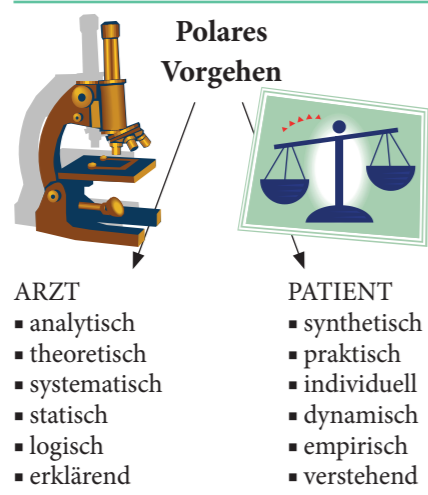 Polares
Vorgehen
ARZT
▪ analytisch
▪ theoretisch
▪ systematisch
▪ statisch
▪ logisch
▪ erklärend
PATIENT
▪ synthetisch
▪ praktisch
▪ individuell
▪ dynamisch
▪ empirisch
▪ verstehend